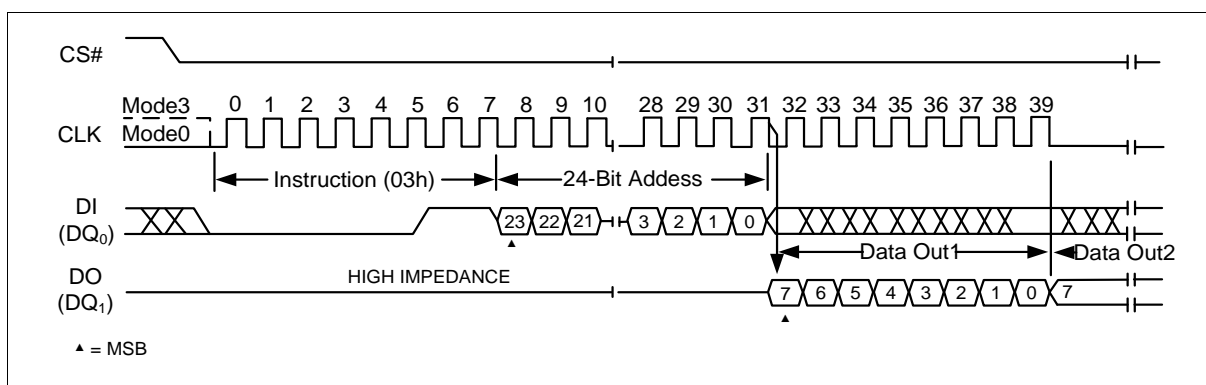 CS#
Mode3
0 1 2 3 4 5 6 7 8 9 10 28 29 30 31 32 33 34 35 36 37 38 39
CLK
Mode0
Instruction (03h)
24-Bit Addess
DI
(DQ0)
23 22 21 3 2 1 0
Data Out1
Data Out2
DO
(DQ1)
HIGH IMPEDANCE
7 6 5 4 3 2 1 0 7
▲ = MSB